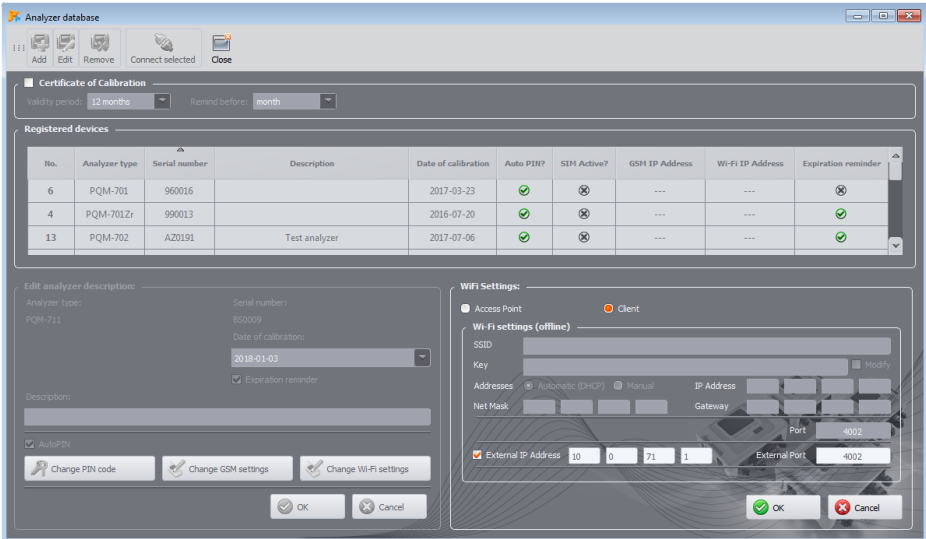 Analyzer database
Add Edit Remove Connect selected Close
Certificate of Calibration
Validity period: 12 months Remind before: month
Registered devices
No. Analyzer type Serial number Description Date of calibration Auto PIN? SIM Active? GSM IP Address Wi-Fi IP Address Expiration reminder
6 PQM-701 960016 2017-03-23 --- ---
4 PQM-701Zr 990013 2016-07-20 --- ---
13 PQM-702 AZ0191 Test analyzer 2017-07-06 --- ---
Edit analyzer description:
Analyzer type: Serial number:
PQM-711 BS0009
Date of calibration:
2018-01-03
Expiration reminder
Description:
AutoPIN
Change PIN code Change GSM settings Change Wi-Fi settings
OK Cancel
WiFi Settings:
Access Point Client
Wi-Fi settings (offline)
SSID
Key Modify
Addresses Automatic (DHCP) Manual IP Address
Net Mask Gateway
Port 4002
External IP Address 10 0 71 1 External Port 4002
OK Cancel